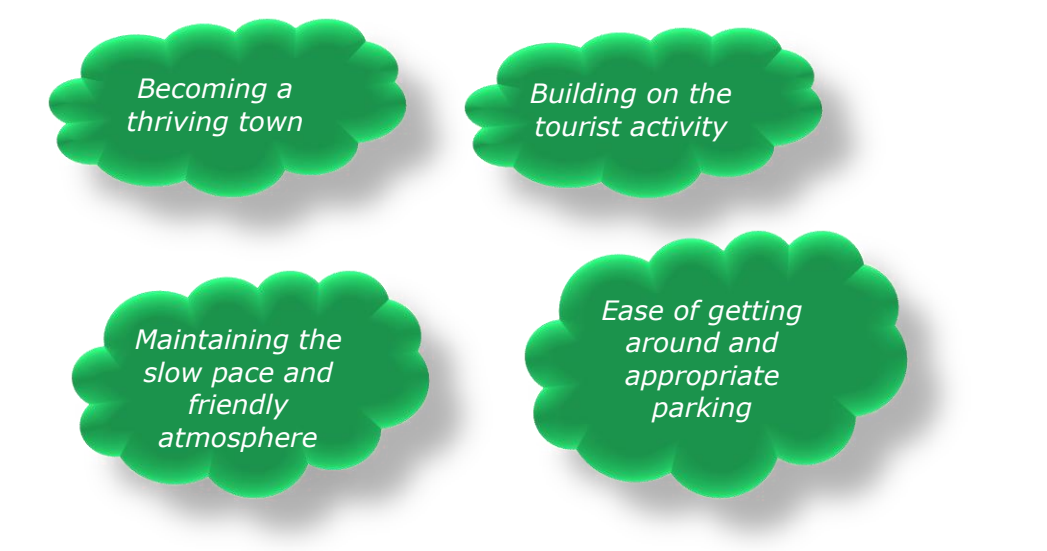 Becoming a
thriving town
Building on the
tourist activity
Maintaining the
slow pace and
friendly
atmosphere
Ease of getting
around and
appropriate
parking